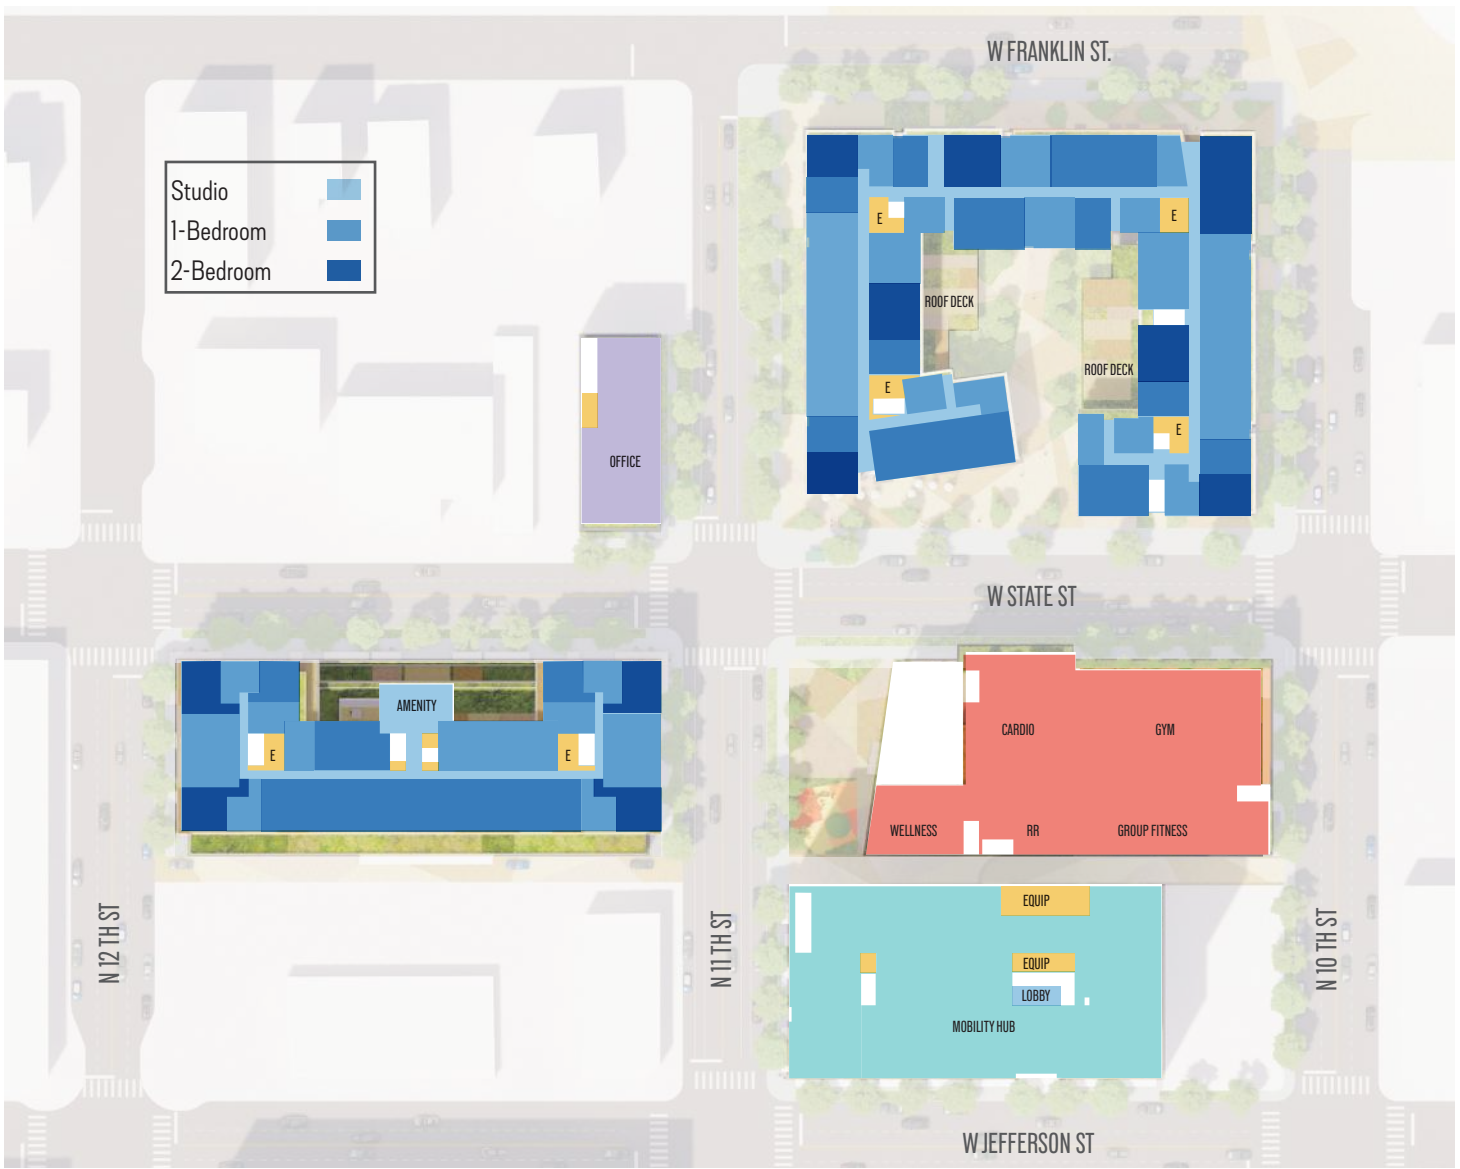 W FRANKLIN ST.
Studio
1-Bedroom
2-Bedroom
E
E
ROOF DECK
ROOF DECK
E
E
OFFICE
W STATE ST
AMENITY
E
E
CARDIO
GYM
WELLNESS
RR
GROUP FITNESS
N 12 TH ST
N 11 TH ST
N 10 TH ST
EQUIP
EQUIP
LOBBY
MOBILITY HUB
W JEFFERSON ST